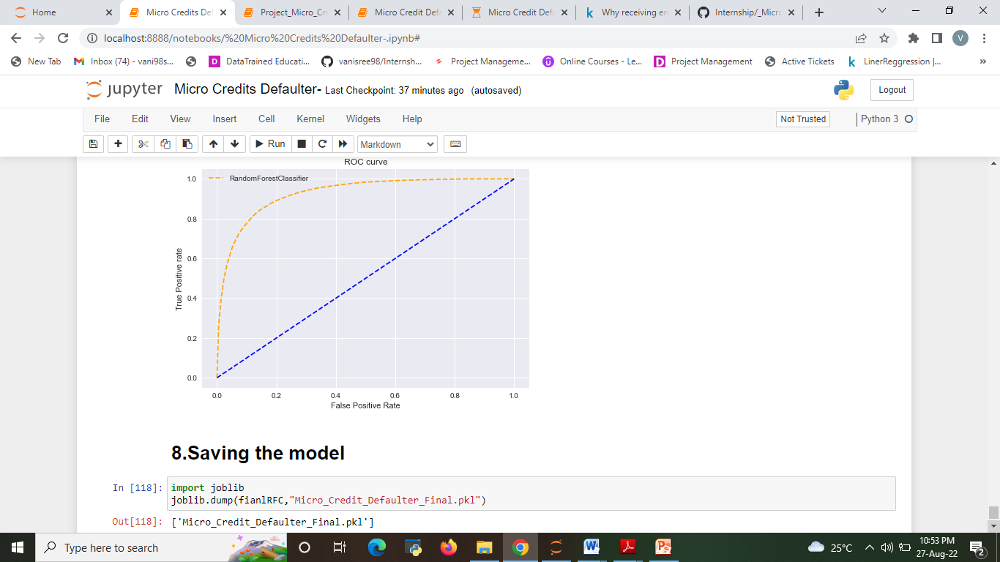 Home
Micro Credits Def
Project_Micro_Cr
Micro Credit Defa
Micro Credit Defa
Why receiving er
Internship/_Micro
localhost:8888/notebooks/%20Micro%20Credits%20Defaulter-.ipynb#
V
New Tab
Inbox (74) - vani98s...
D
DataTrained Educati...
vanisree98/Internsh...
Project Manageme...
Online Courses - Le...
Project Management
Active Tickets
LinerReggression |...
»
jupyter
Micro Credits Defaulter- Last Checkpoint: 37 minutes ago (autosaved)
Logout
File Edit View Insert Cell Kernel Widgets Help
Not Trusted
Python 3
Run
Markdown
ROC curve
RandomForestClassifier
True Positive rate
1.0
0.8
0.6
0.4
0.2
0.0
0.0 0.2 0.4 0.6 0.8 1.0
False Positive Rate
8.Saving the model
In [118]: import joblib
joblib.dump(fianlRFC,"Micro_Credit_Defaulter_Final.pkl")
Out[118]: ['Micro_Credit_Defaulter_Final.pkl']
Type here to search
25°C
10:53 PM
27-Aug-22
2